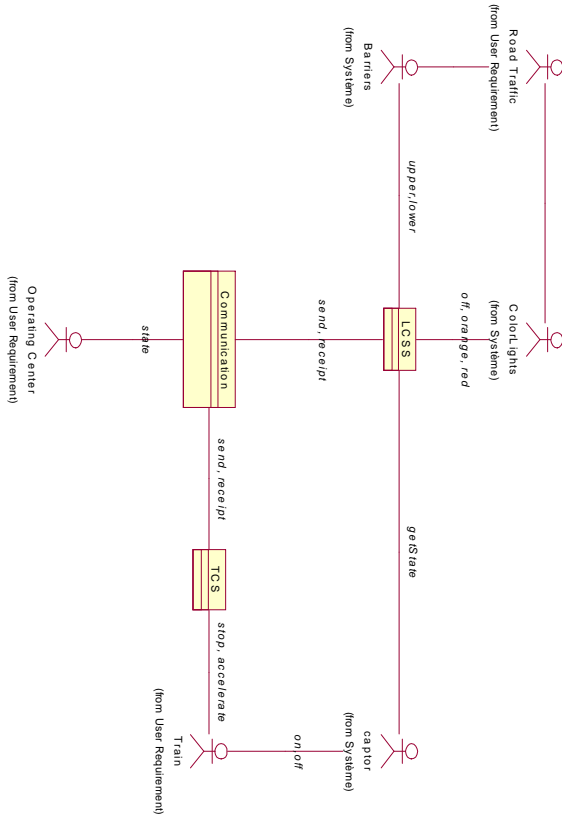 Road Traffic
(from User Requirement)
ColorLights
(from Système)
off, orange, red
upper,lower
LCSS
getState
Barriers
(from Système)
captor
(from Système)
send, receipt
on,off
Communication
send, receipt
TCS
stop, accelerate
Train
(from User Requirement)
state
Operating Center
(from User Requirement)